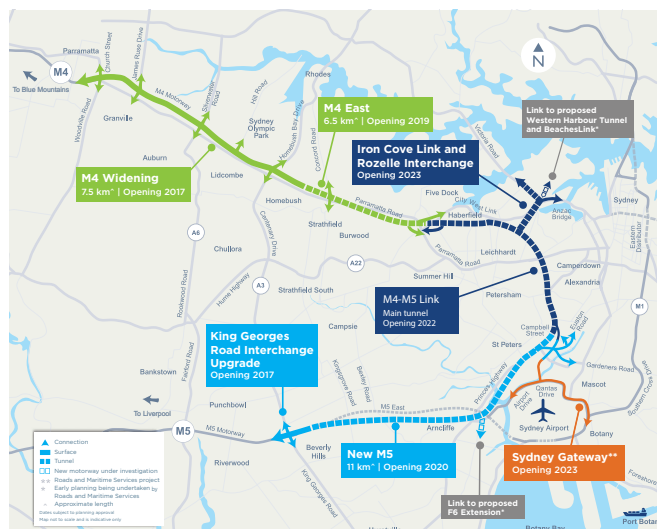 Parramatta
Church Street
James Ruse Drive
M4
To Blue Mountains
M4 Motorway
Silverwater Road
Hill Road
Rhodes
Woodville Road
Granville
Sydney
Olympic
Park
Homebush Bay Drive
Concord Road
M4 East
6.5 km^ | Opening 2019
Victoria Road
N
Link to proposed
Western Harbour Tunnel
and BeachesLink*
Iron Cove Link and
Rozelle Interchange
Opening 2023
Auburn
Lidcombe
M4 Widening
7.5 km^ | Opening 2017
Homebush
Five Dock
City West Link
Parramatta Road
Haberfield
Anzac
Bridge
Sydney
Eastern Distributor
Strathfield
Burwood
A6
Chullora
Centenary Drive
Parramatta Road
Leichhardt
A22
Summer Hill
Camperdown
Rookwood Road
Hume Highway
A3
Strathfield South
M4-M5 Link
Main tunnel
Opening 2022
Petersham
Alexandria
M1
Campbell
Street
Euston Road
King Georges
Road Interchange
Upgrade
Opening 2017
Campsie
St Peters
Princes Highway
Gardeners Road
Bankstown
Fairford Road
Kingsgrove Road
Bexley Road
Qantas
Drive
Airport
Drive
Mascot
Southern Cross Drive
To Liverpool
Punchbowl
M5 East
M5
M5 Motorway
Arncliffe
Sydney Airport
Botany
Riverwood
Beverly
Hills
New M5
11 km^ | Opening 2020
Sydney Gateway**
Opening 2023
King Georges Road
Link to proposed
F6 Extension*
Foreshore
Port Botany
Botany Bay
Connection
Surface
Tunnel
New motorway under investigation
** Roads and Maritime Services project
* Early planning being undertaken by
Roads and Maritime Services
~ Approximate length
Dates subject to planning approval
Map not to scale and is indicative only